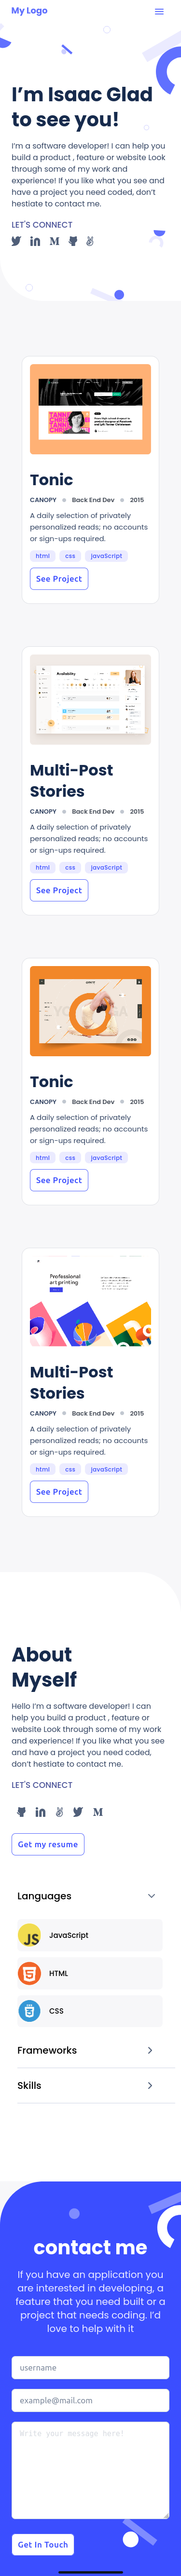 My Logo
I’m Isaac Glad
to see you!
I’m a software developer! I can help you
build a product , feature or website Look
through some of my work and
experience! If you like what you see and
have a project you need coded, don’t
hestiate to contact me.
LET'S CONNECT
Tonic
CANOPY Back End Dev 2015
A daily selection of privately
personalized reads; no accounts
or sign-ups required.
html css javaScript
See Project
Availability
Multi-Post
Stories
CANOPY Back End Dev 2015
A daily selection of privately
personalized reads; no accounts
or sign-ups required.
html css javaScript
See Project
Tonic
CANOPY Back End Dev 2015
A daily selection of privately
personalized reads; no accounts
or sign-ups required.
html css javaScript
See Project
Professional
art printing
Multi-Post
Stories
CANOPY Back End Dev 2015
A daily selection of privately
personalized reads; no accounts
or sign-ups required.
html css javaScript
See Project
About
Myself
Hello I’m a software developer! I can
help you build a product , feature or
website Look through some of my work
and experience! If you like what you see
and have a project you need coded,
don’t hestiate to contact me.
LET'S CONNECT
Get my resume
Languages
JS JavaScript
HTML
CSS
Frameworks
Skills
contact me
If you have an application you
are interested in developing, a
feature that you need built or a
project that needs coding. I’d
love to help with it
username
example@mail.com
Write your message here!
Get In Touch